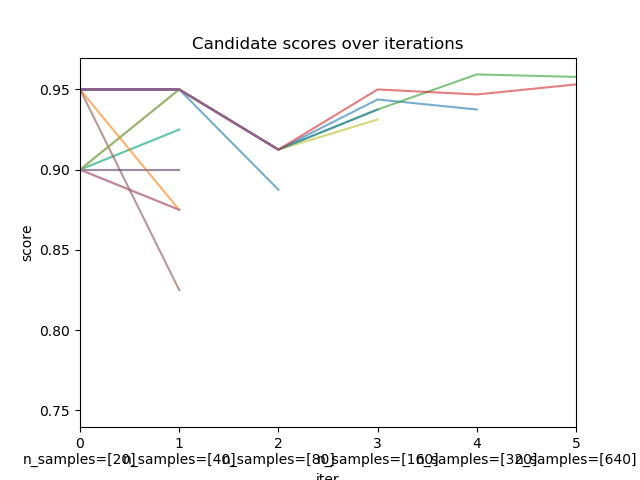 Candidate scores over iterations
score
0.95
0.90
0.85
0.80
0.75
0 1 2 3 4 5
n_samples=[20] n_samples=[40] n_samples=[80] n_samples=[160] n_samples=[320] n_samples=[640]
iter